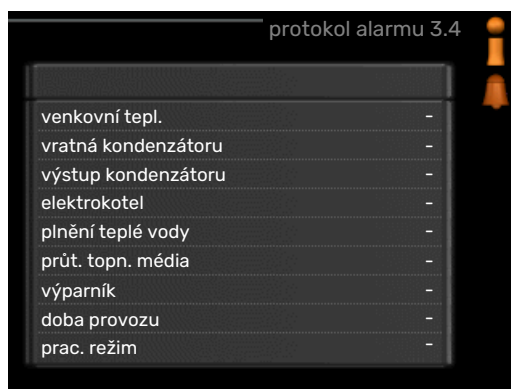 protokol alarmu 3.4
venkovní tepl. -
vratná kondenzátoru -
výstup kondenzátoru -
elektrokotel -
plnění teplé vody -
průt. topn. média -
výparník -
doba provozu -
prac. režim -